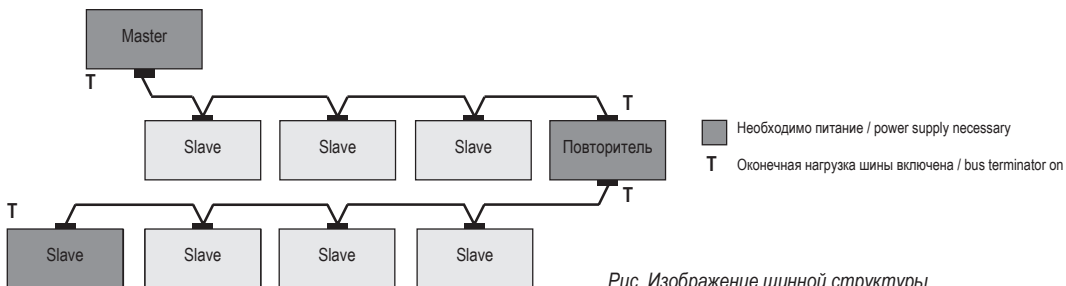 Master
T
T
Slave
Slave
Slave
Повторитель
Необходимо питание / power supply necessary
T Оконечная нагрузка шины включена / bus terminator on
T
T
Slave
Slave
Slave
Slave
Рис. Изображение шинной структуры